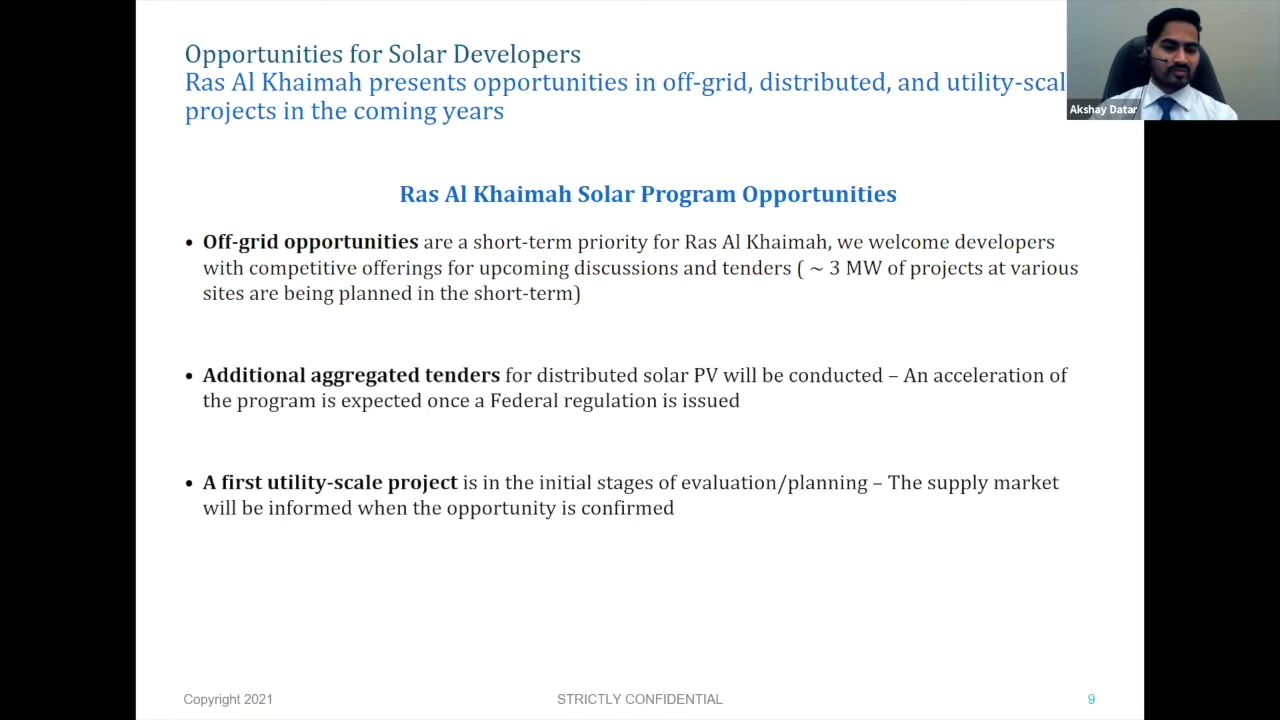 Opportunities for Solar Developers
Ras Al Khaimah presents opportunities in off-grid, distributed, and utility-scal
projects in the coming years
Akshay Datar
Ras Al Khaimah Solar Program Opportunities
• Off-grid opportunities are a short-term priority for Ras Al Khaimah, we welcome developers
with competitive offerings for upcoming discussions and tenders ( ~ 3 MW of projects at various
sites are being planned in the short-term)
• Additional aggregated tenders for distributed solar PV will be conducted – An acceleration of
the program is expected once a Federal regulation is issued
• A first utility-scale project is in the initial stages of evaluation/planning – The supply market
will be informed when the opportunity is confirmed
Copyright 2021
STRICTLY CONFIDENTIAL
9